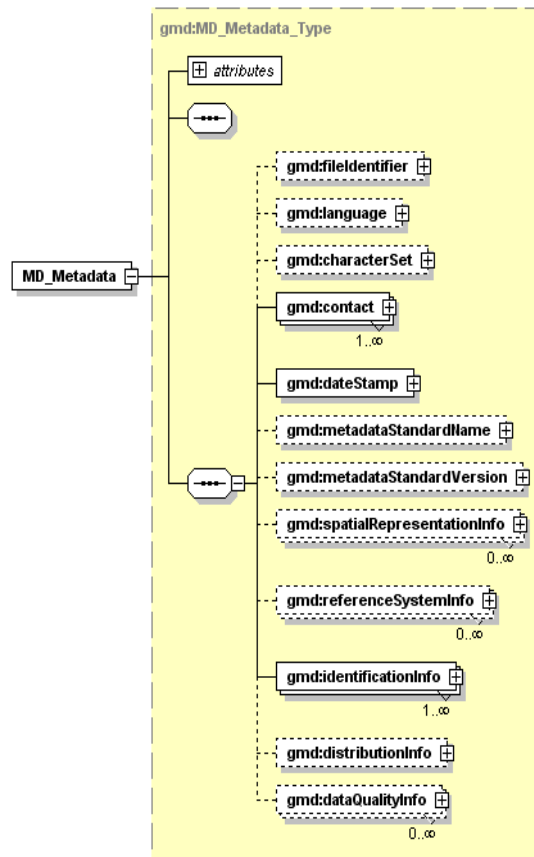 gmd:MD_Metadata_Type
attributes
gmd:fileIdentifier
gmd:language
gmd:characterSet
MD_Metadata
gmd:contact
1..∞
gmd:dateStamp
gmd:metadataStandardName
gmd:metadataStandardVersion
gmd:spatialRepresentationInfo
0..∞
gmd:referenceSystemInfo
0..∞
gmd:identificationInfo
1..∞
gmd:distributionInfo
gmd:dataQualityInfo
0..∞